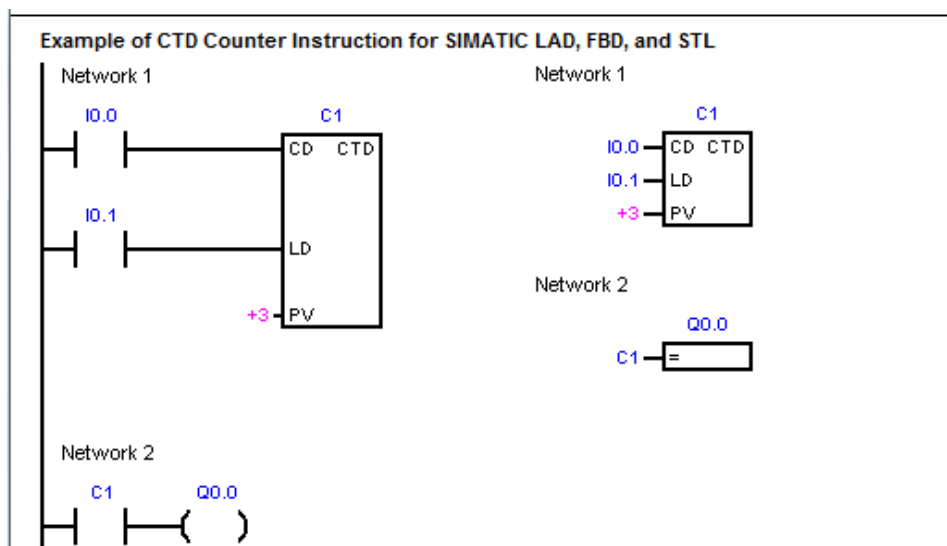 Example of CTD Counter Instruction for SIMATIC LAD, FBD, and STL
Network 1
I0.0
C1
CD CTD
I0.1
LD
+3 PV
Network 2
C1 Q0.0
Network 1
C1
I0.0 CD CTD
I0.1 LD
+3 PV
Network 2
Q0.0
C1 =